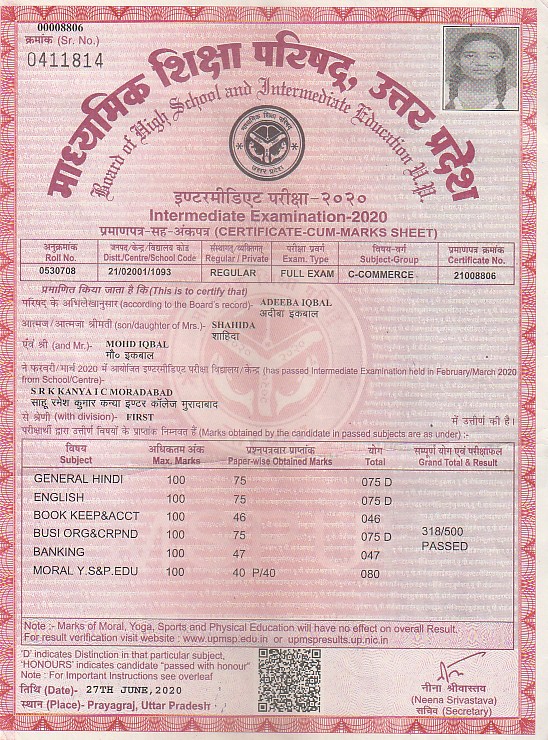 00008806
क्रमांक (Sr. No.)
0411814
माध्यमिक शिक्षा परिषद, उत्तर प्रदेश
Board of High School and Intermediate Education U.P.
इण्टरमीडिएट परीक्षा-२०२०
Intermediate Examination-2020
प्रमाणपत्र-सह-अंकपत्र (CERTIFICATE-CUM-MARKS SHEET)
अनुक्रमांक जनपद/केन्द्र/विद्यालय कोड संस्थागत/व्यक्तिगत परीक्षा प्रवर्ग विषय-वर्ग प्रमाणपत्र क्रमांक
Roll No. Distt./Centre/School Code Regular / Private Exam. Type Subject-Group Certificate No.
0530708 21/02001/1093 REGULAR FULL EXAM C-COMMERCE 21008806
प्रमाणित किया जाता है कि(This is to certify that)
परिषद् के अभिलेखानुसार (according to the Board's record)- ADEEBA IQBAL
अदीबा इकबाल
आत्मज/आत्मजा श्रीमती (son/daughter of Mrs.)- SHAHIDA
शाहिदा
एंवं श्री (and Mr.)- MOHD IQBAL
मौ० इकबाल
ने फरवरी/मार्च 2020 में आयोजित इण्टरमीडिएट परीक्षा विद्यालय/केन्द्र (has passed Intermediate Examination held in February/March 2020
from School/Centre)-
S R K KANYA I C MORADABAD
साहू रमेश कुमार कन्या इण्टर कॉलेज मुरादाबाद
से श्रेणी (with division)- FIRST में उत्तीर्ण की है।
परीक्षार्थी द्वारा उत्तीर्ण विषयों के प्राप्तांक निम्नवत हैं (Marks obtained by the candidate in passed subjects are as under) :-
विषय अधिकतम अंक प्रश्नपत्रवार प्राप्तांक योग सम्पूर्ण योग एवं परीक्षाफल
Subject Max. Marks Paper-wise Obtained Marks Total Grand Total & Result
GENERAL HINDI 100 75 075 D
ENGLISH 100 75 075 D
BOOK KEEP&ACCT 100 46 046
BUSI ORG&CRPND 100 75 075 D 318/500
PASSED
BANKING 100 47 047
MORAL Y.S&P.EDU 100 40 P/40 080
Note :- Marks of Moral, Yoga, Sports and Physical Education will have no effect on overall Result.
For result verification visit website : www.upmsp.edu.in or upmspresults.up.nic.in
'D' indicates Distinction in that particular subject,
'HONOURS' indicates candidate "passed with honour"
Note : For Important Instructions see overleaf
तिथि (Date)- 27TH JUNE,2020
स्थान (Place)- Prayagraj, Uttar Pradesh
नीना श्रीवास्तव
(Neena Srivastava)
सचिव (Secretary)